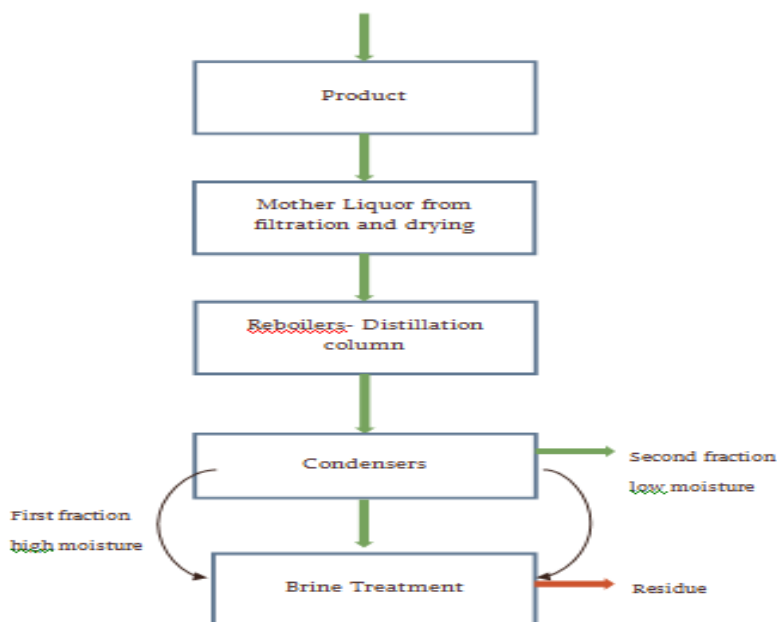 Product
Mother Liquor from
filtration and drying
Reboilers- Distillation
column
Condensers
Second fraction
low moisture
First fraction
high moisture
Brine Treatment
Residue